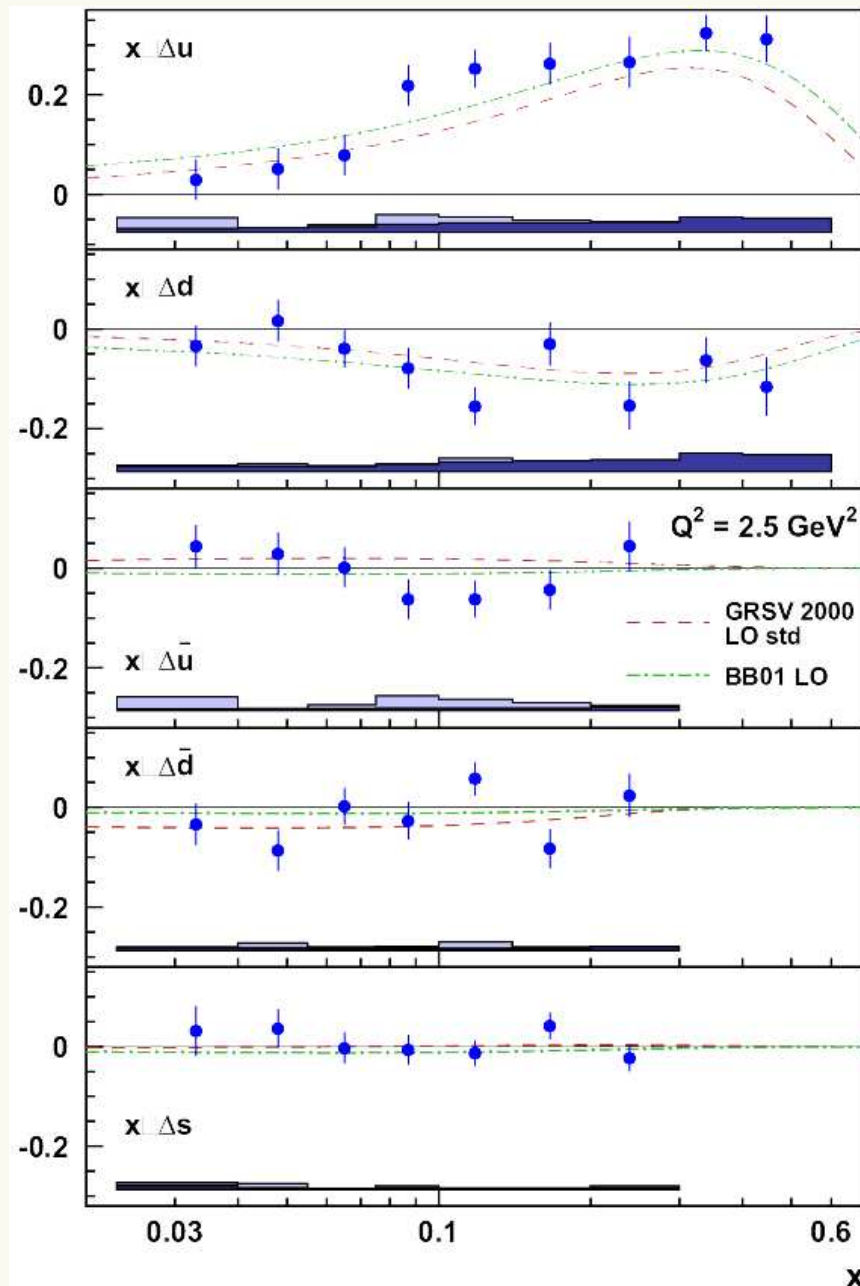 x□Δu
0.2
0
x□Δd
0
-0.2
Q² = 2.5 GeV²
0
GRSV 2000
LO std
-0.2
x□Δū
BB01 LO
x□Δd̄
0
-0.2
0
x□Δs
-0.2
0.03 0.1 0.6
x